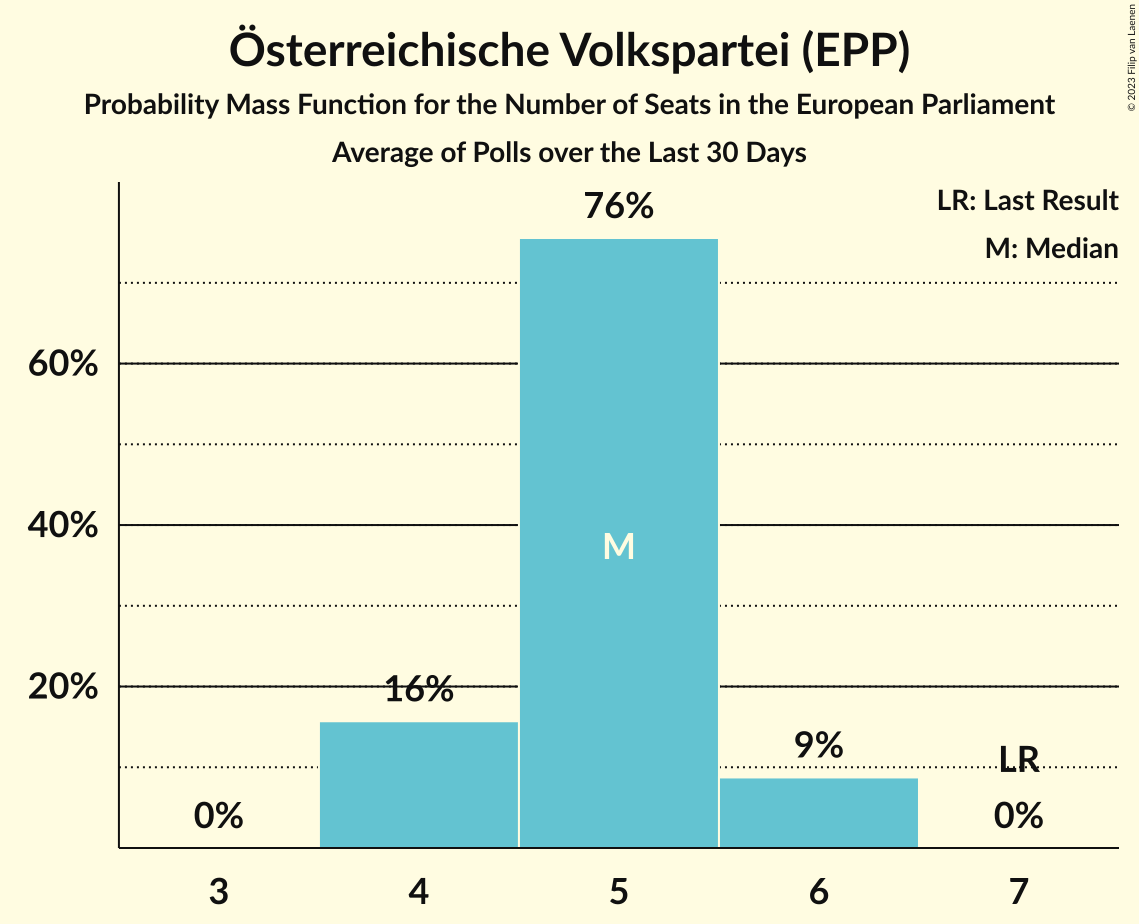 Österreichische Volkspartei (EPP)
Probability Mass Function for the Number of Seats in the European Parliament
Average of Polls over the Last 30 Days
© 2023 Filip van Laenen
LR: Last Result
M: Median
76%
60%
40%
M
20%
16%
9%
LR
0%
0%
3 4 5 6 7